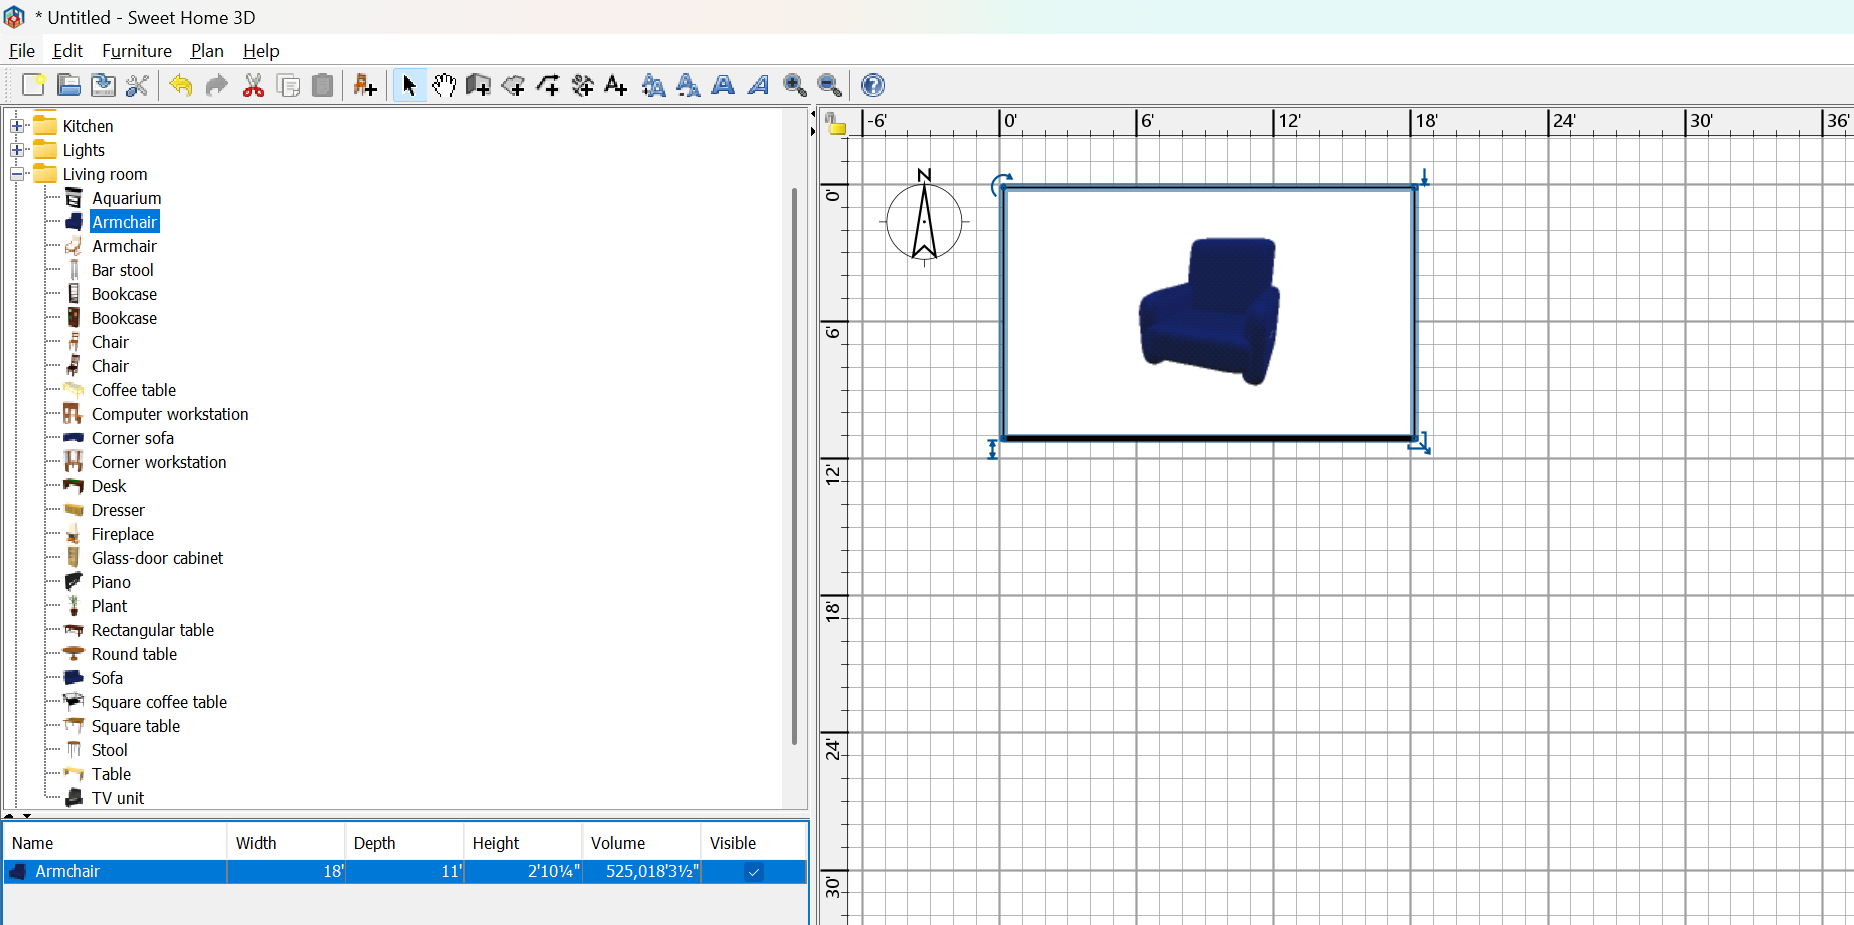 * Untitled - Sweet Home 3D
File Edit Furniture Plan Help
Kitchen
Lights
Living room
Aquarium
Armchair
Armchair
Bar stool
Bookcase
Bookcase
Chair
Chair
Coffee table
Computer workstation
Corner sofa
Corner workstation
Desk
Dresser
Fireplace
Glass-door cabinet
Piano
Plant
Rectangular table
Round table
Sofa
Square coffee table
Square table
Stool
Table
TV unit
Name Width Depth Height Volume Visible
Armchair 18' 11' 2'10¼" 525,018'3½"
-6' 0' 6' 12' 18' 24' 30' 36'
0'
6'
12'
18'
24'
30'
N